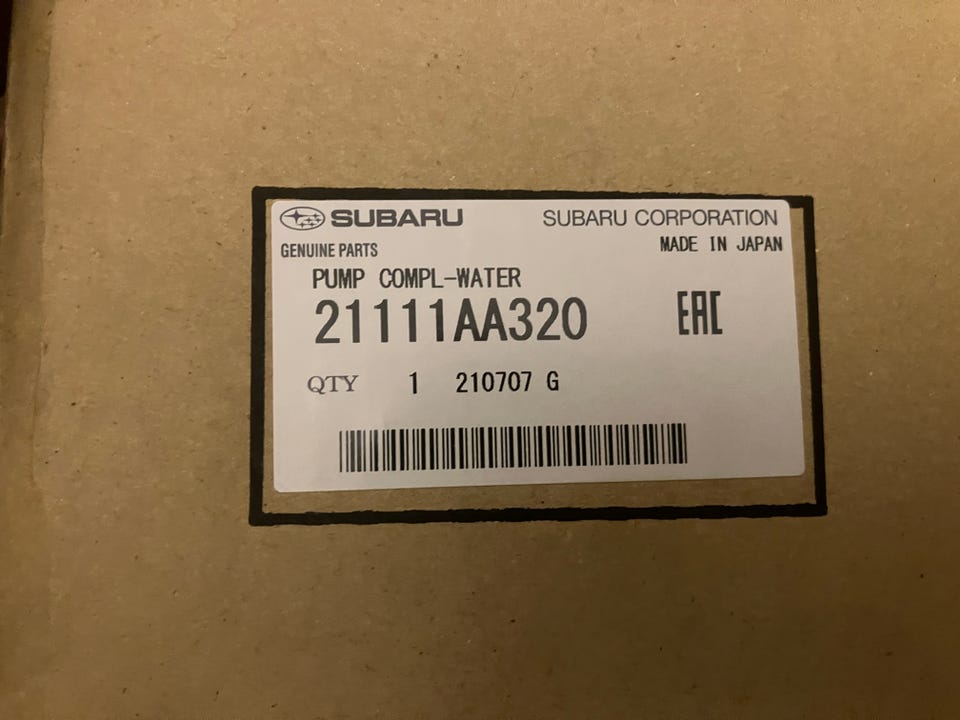 SUBARU SUBARU CORPORATION
GENUINE PARTS MADE IN JAPAN
PUMP COMPL-WATER
21111AA320 EAC
QTY 1 210707 G